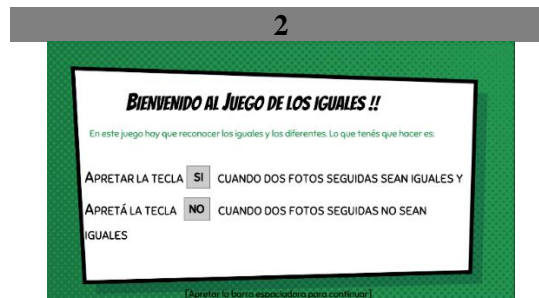 2
BIENVENIDO AL JUEGO DE LOS IGUALES !!
En este juego hay que reconocer los iguales y los diferentes. Lo que tenés que hacer es:
APRETAR LA TECLA SI CUANDO DOS FOTOS SEGUIDAS SEAN IGUALES Y
APRETÁ LA TECLA NO CUANDO DOS FOTOS SEGUIDAS NO SEAN
IGUALES
[Apretar la barra espaciadora para continuar]